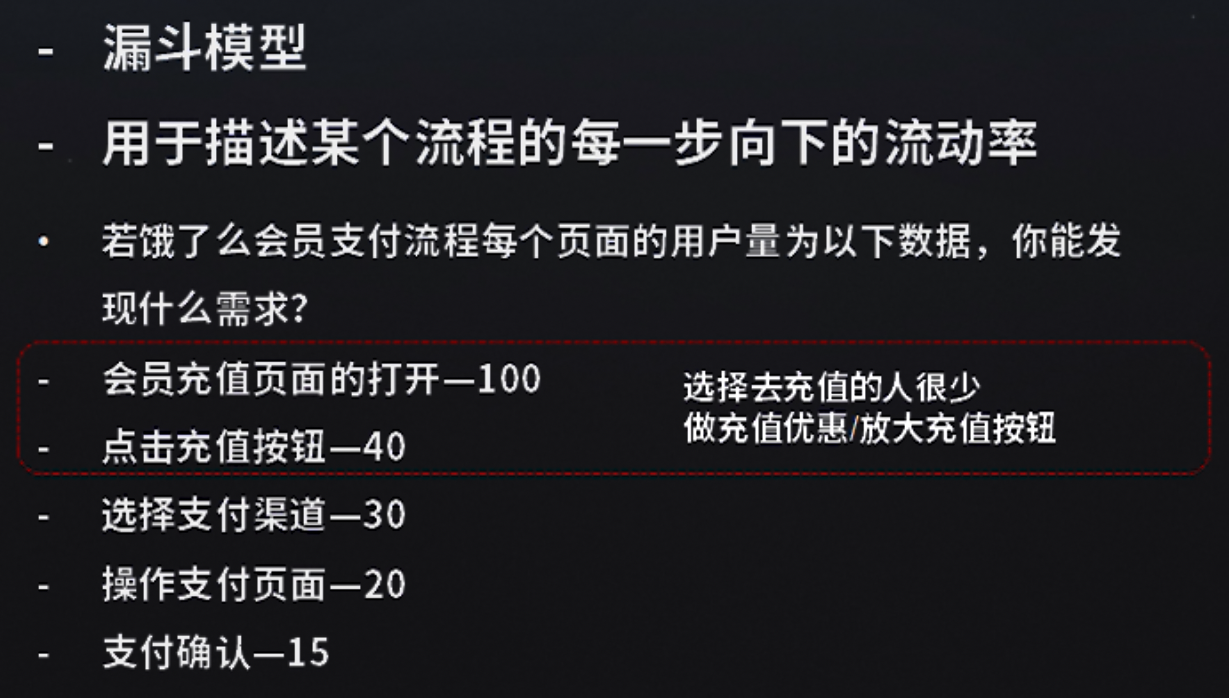 - 漏斗模型
- 用于描述某个流程的每一步向下的流动率
• 若饿了么会员支付流程每个页面的用户量为以下数据，你能发
现什么需求?
- 会员充值页面的打开—100
选择去充值的人很少
做充值优惠/放大充值按钮
- 点击充值按钮—40
- 选择支付渠道—30
- 操作支付页面—20
- 支付确认—15